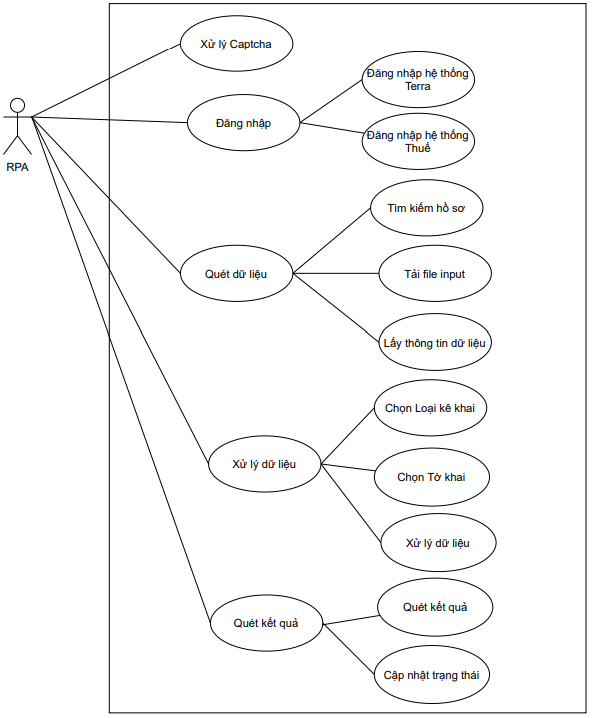 Xử lý Captcha
Đăng nhập hệ thống
Terra
Đăng nhập
Đăng nhập hệ thống
Thuế
RPA
Tìm kiếm hồ sơ
Quét dữ liệu
Tải file input
Lấy thông tin dữ liệu
Chọn Loại kê khai
Xử lý dữ liệu
Chọn Tờ khai
Xử lý dữ liệu
Quét kết quả
Quét kết quả
Cập nhật trạng thái